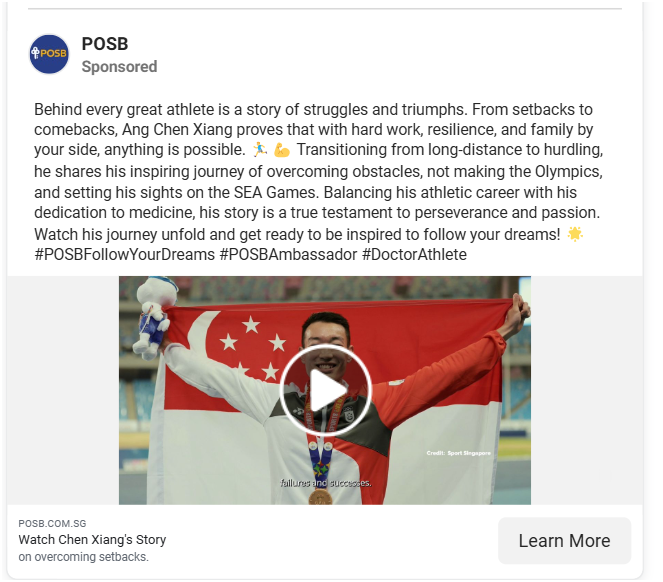 POSB
POSB
Sponsored
Behind every great athlete is a story of struggles and triumphs. From setbacks to
comebacks, Ang Chen Xiang proves that with hard work, resilience, and family by
your side, anything is possible. 🏃‍♂️ 💪 Transitioning from long-distance to hurdling,
he shares his inspiring journey of overcoming obstacles, not making the Olympics,
and setting his sights on the SEA Games. Balancing his athletic career with his
dedication to medicine, his story is a true testament to perseverance and passion.
Watch his journey unfold and get ready to be inspired to follow your dreams! 🌟
#POSBFollowYourDreams #POSBAmbassador #DoctorAthlete
Credit: Sport Singapore
failures and successes.
POSB.COM.SG
Watch Chen Xiang's Story
on overcoming setbacks.
Learn More